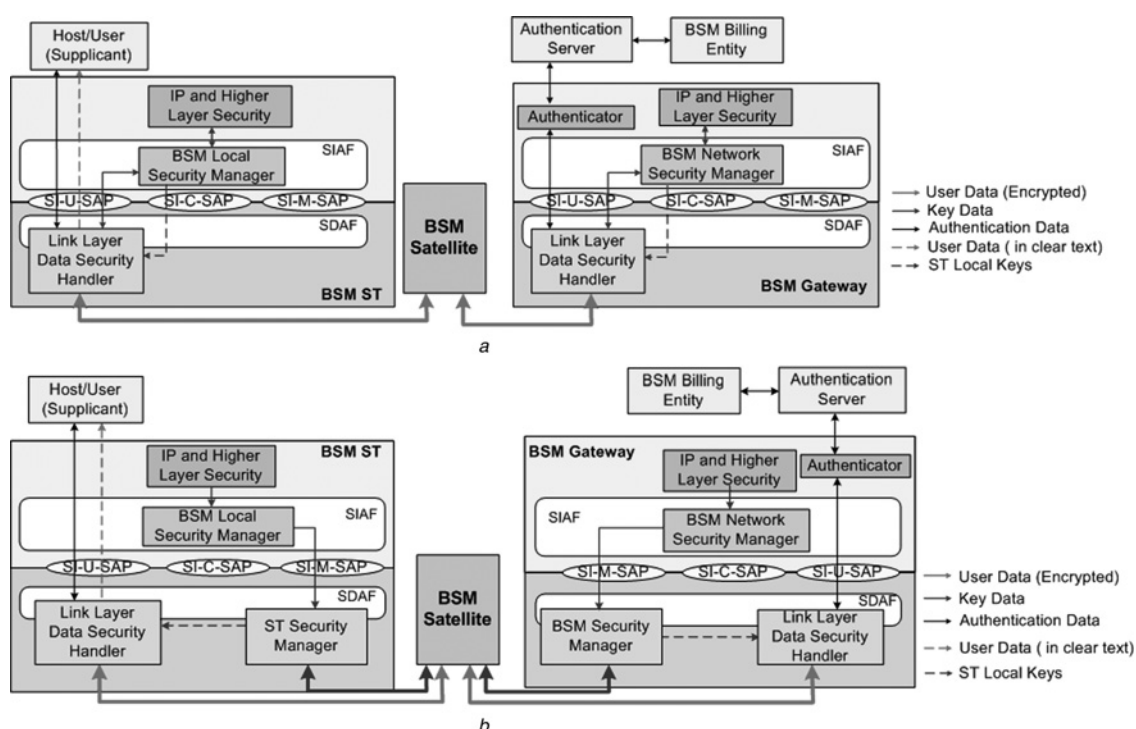 Host/User
(Supplicant)
Authentication
Server
BSM Billing
Entity
IP and Higher
Layer Security
Authenticator
IP and Higher
Layer Security
SIAF
BSM Local
Security Manager
SIAF
BSM Network
Security Manager
SI-U-SAP
SI-C-SAP
SI-M-SAP
SI-U-SAP
SI-C-SAP
SI-M-SAP
User Data (Encrypted)
Key Data
Authentication Data
User Data ( in clear text)
ST Local Keys
SDAF
Link Layer
Data Security
Handler
BSM
Satellite
SDAF
Link Layer
Data Security
Handler
BSM ST
BSM Gateway
a
Host/User
(Supplicant)
BSM Billing
Entity
Authentication
Server
BSM ST
BSM Gateway
IP and Higher
Layer Security
IP and Higher
Layer Security
Authenticator
SIAF
BSM Local
Security Manager
SIAF
BSM Network
Security Manager
SI-U-SAP
SI-C-SAP
SI-M-SAP
SI-M-SAP
SI-C-SAP
SI-U-SAP
User Data (Encrypted)
Key Data
Authentication Data
User Data ( in clear text)
ST Local Keys
SDAF
Link Layer
Data Security
Handler
ST Security
Manager
BSM
Satellite
SDAF
BSM Security
Manager
Link Layer
Data Security
Handler
b